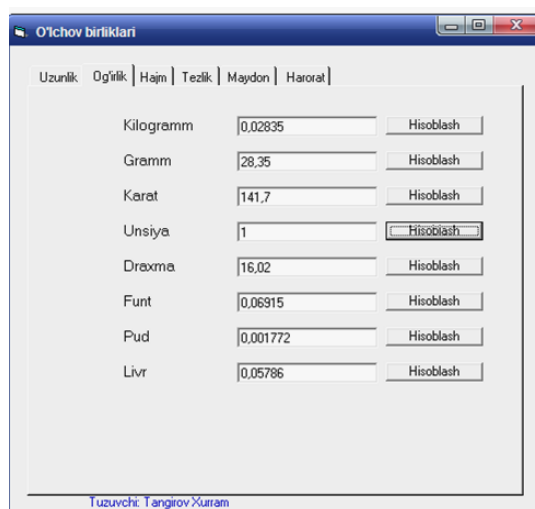 O'lchov birliklari
Uzunlik Og'irlik Hajm Tezlik Maydon Harorat
Kilogramm 0,02835 Hisoblash
Gramm 28,35 Hisoblash
Karat 141,7 Hisoblash
Unsiya 1 Hisoblash
Draxma 16,02 Hisoblash
Funt 0,06915 Hisoblash
Pud 0,001772 Hisoblash
Livr 0,05786 Hisoblash
Tuzuvchi: Tangirov Xurram